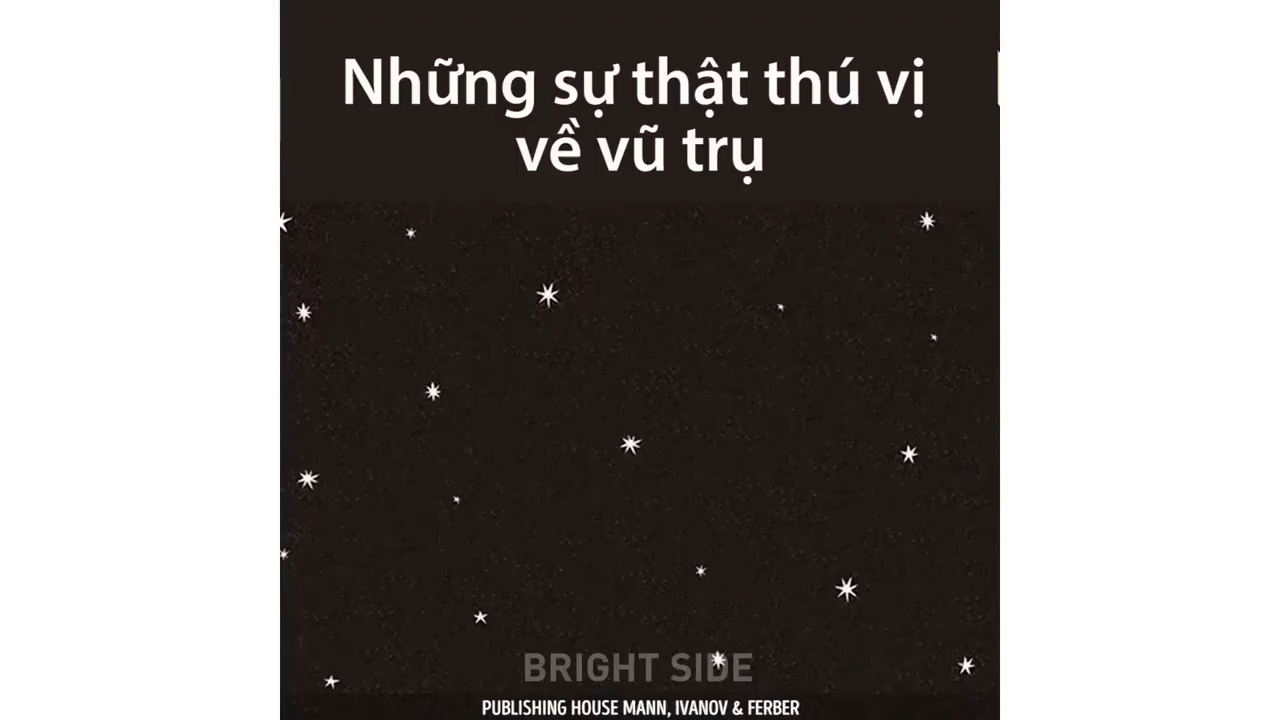 Những sự thật thú vị
về vũ trụ
BRIGHT SIDE
PUBLISHING HOUSE MANN, IVANOV & FERBER